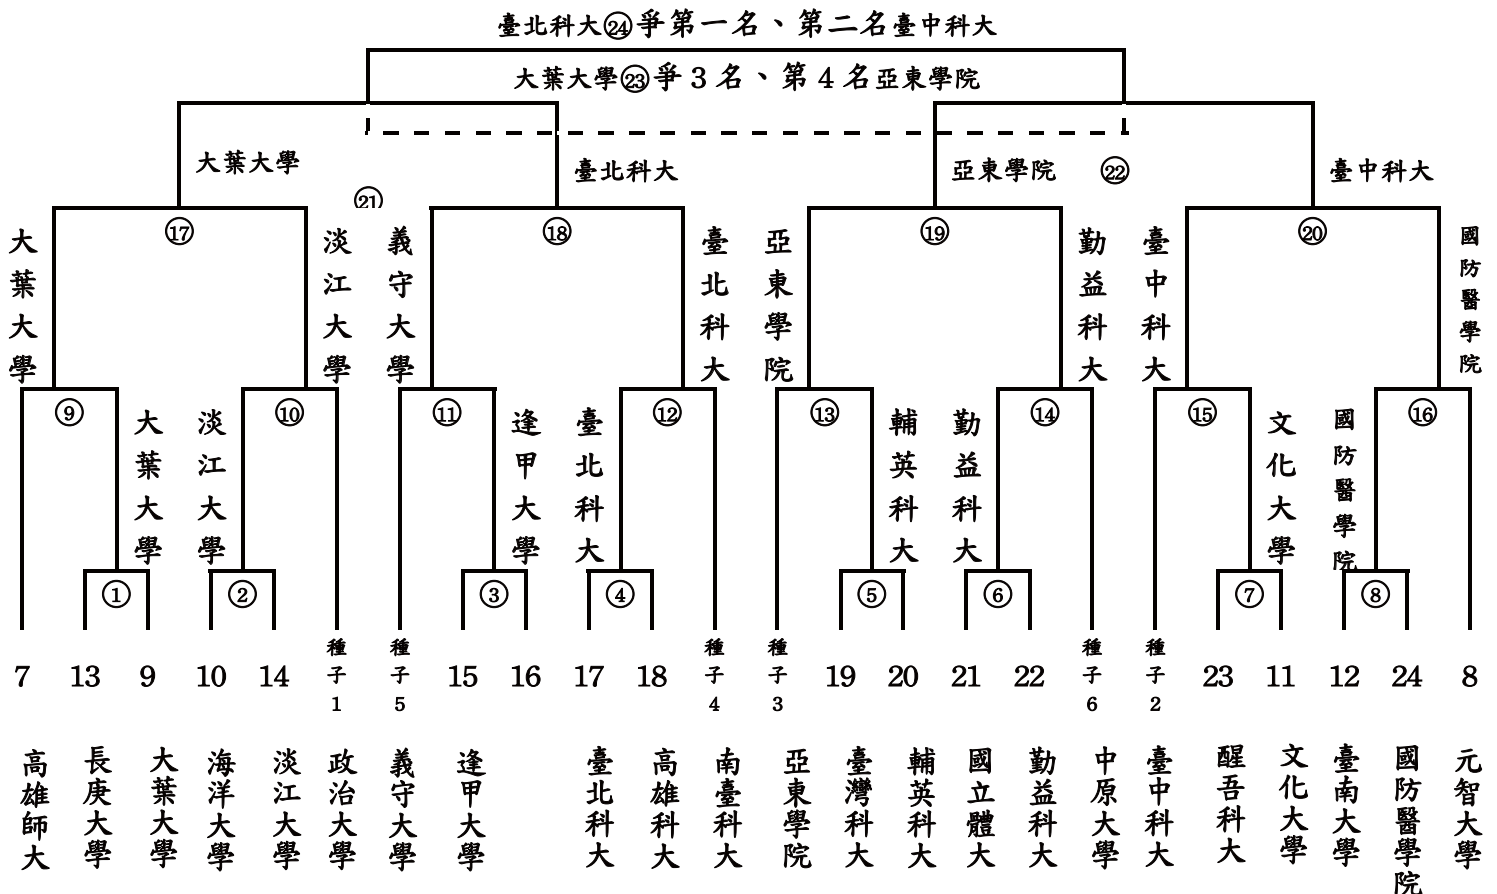 臺北科大㉔爭第一名、第二名臺中科大
大葉大學㉓爭3名、第4名亞東學院
大葉大學
臺北科大
亞東學院
㉒
臺中科大
㉑
⑰
⑱
⑲
⑳
大葉大學
淡江大學
義守大學
臺北科大
亞東學院
勤益科大
臺中科大
國防醫學院
⑨
⑩
⑪
⑫
⑬
⑭
⑮
⑯
大葉大學
淡江大學
逢甲大學
臺北科大
輔英科大
勤益科大
文化大學
國防醫學院
①
②
③
④
⑤
⑥
⑦
⑧
7
13
9
10
14
種子1
種子5
15
16
17
18
種子4
種子3
19
20
21
22
種子6
種子2
23
11
12
24
8
高雄師大
長庚大學
大葉大學
海洋大學
淡江大學
政治大學
義守大學
逢甲大學
臺北科大
高雄科大
南臺科大
亞東學院
臺灣科大
輔英科大
國立體大
勤益科大
中原大學
臺中科大
醒吾科大
文化大學
臺南大學
國防醫學院
元智大學